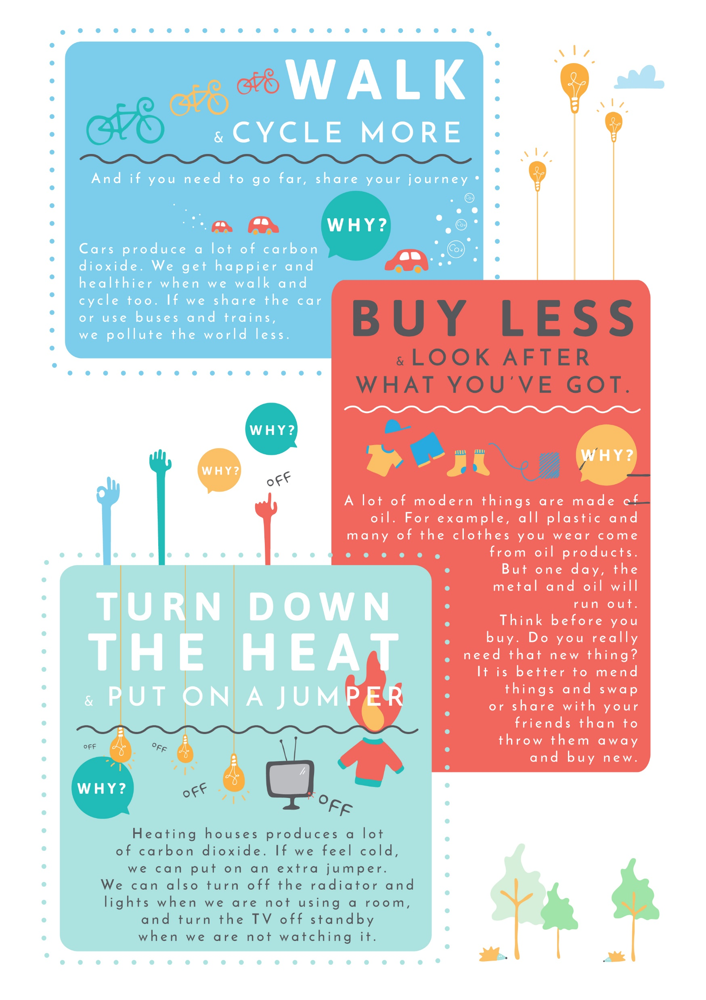 WALK
& CYCLE MORE
And if you need to go far, share your journey.
WHY?
CO2
CO2
CO2
Cars produce a lot of carbon
dioxide. We get happier and
healthier when we walk and
cycle too. If we share the car
or use buses and trains,
we pollute the world less.
BUY LESS
& LOOK AFTER
WHAT YOU'VE GOT.
WHY?
A lot of modern things are made of
oil. For example, all plastic and
many of the clothes you wear come
from oil products.
But one day, the
metal and oil will
run out.
Think before you
buy. Do you really
need that new thing?
It is better to mend
things and swap
or share with your
friends than to
throw them away
and buy new.
WHY?
WHY?
OFF
TURN DOWN
THE HEAT
& PUT ON A JUMPER
OFF
OFF
WHY?
OFF
OFF
Heating houses produces a lot
of carbon dioxide. If we feel cold,
we can put on an extra jumper.
We can also turn off the radiator and
lights when we are not using a room,
and turn the TV off standby
when we are not watching it.